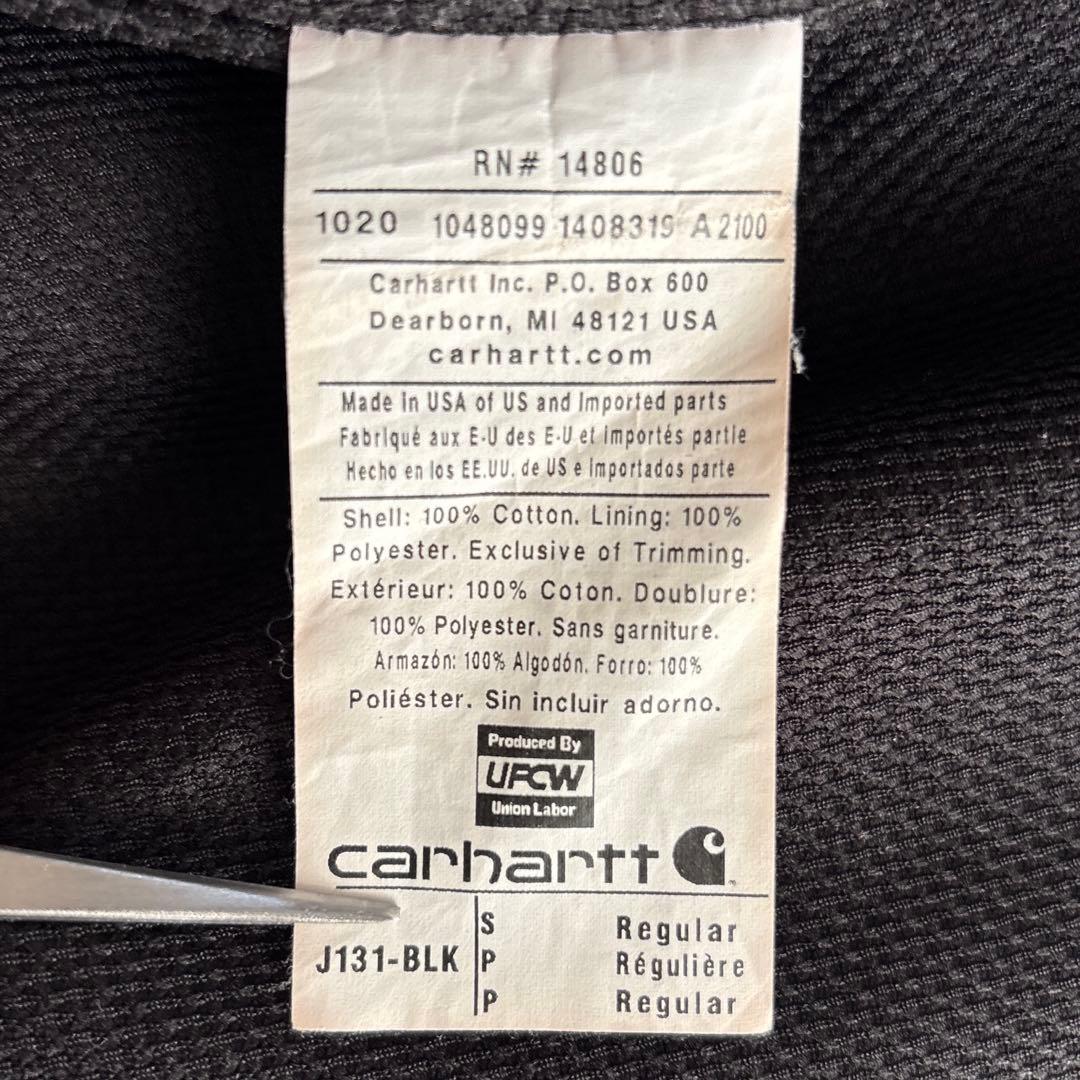 RN# 14806
1020 1048099 1408319 A 2100
Carhartt Inc. P.O. Box 600
Dearborn, MI 48121 USA
carhartt.com
Made in USA of US and Imported parts
Fabriqué aux E-U des E-U et importés partie
Hecho en los EE.UU. de US e Importados parte
Shell: 100% Cotton. Lining: 100%
Polyester. Exclusive of Trimming.
Extérieur: 100% Coton. Doublure:
100% Polyester. Sans garniture.
Armazón: 100% Algodón. Forro: 100%
Poliéster. Sin incluir adorno.
Produced By
UFCW
Union Labor
carhartt
J131-BLK
S Regular
P Régulière
P Regular